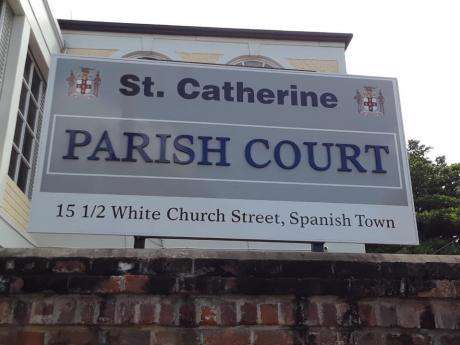 St. Catherine
PARISH COURT
15 1/2 White Church Street, Spanish Town